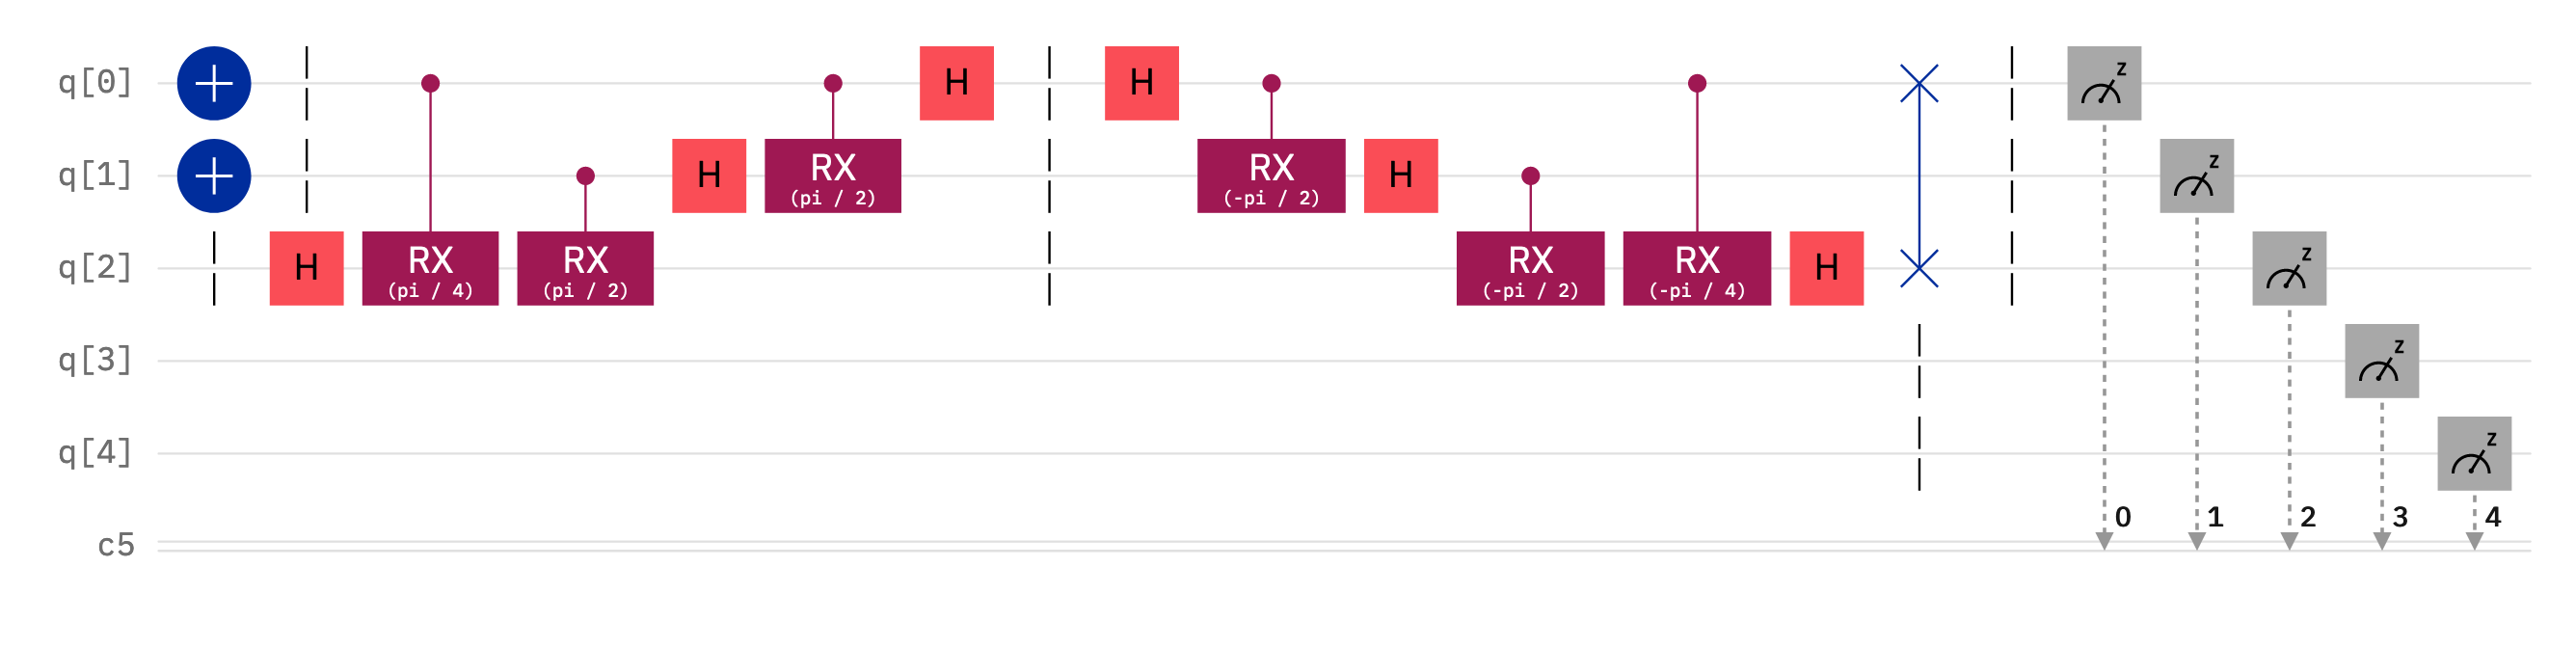 q[0] H H z
q[1] H RX (pi / 2) RX (-pi / 2) H z
q[2] H RX (pi / 4) RX (pi / 2) RX (-pi / 2) RX (-pi / 4) H z
q[3] z
q[4] z
c5 0 1 2 3 4